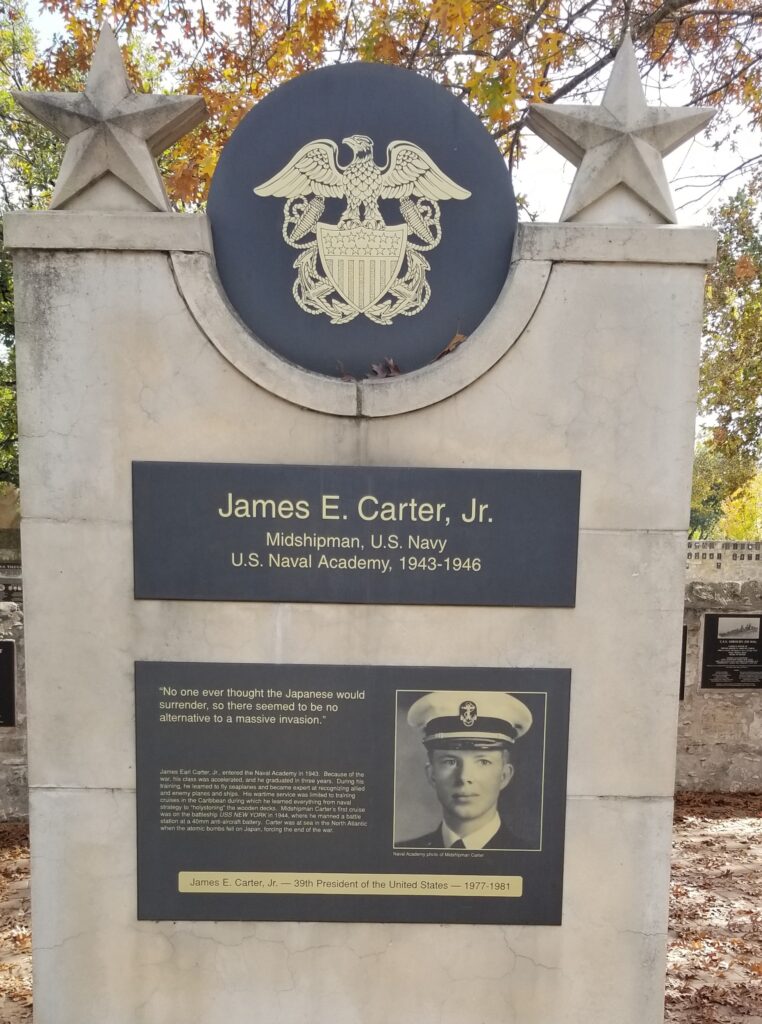 James E. Carter, Jr.
Midshipman, U.S. Navy
U.S. Naval Academy, 1943-1946
"No one ever thought the Japanese would
surrender, so there seemed to be no
alternative to a massive invasion."
James Earl Carter, Jr., entered the Naval Academy in 1943. Because of the
war, his class was accelerated, and he graduated in three years. During his
training, he learned to fly seaplanes and became expert at recognizing allied
and enemy planes and ships. His wartime service was limited to training
cruises in the Caribbean during which he learned everything from naval
strategy to "holystoning" the wooden decks. Midshipman Carter's first cruise
was on the battleship USS NEW YORK in 1944, where he manned a battle
station at a 40mm anti-aircraft battery. Carter was at sea in the North Atlantic
when the atomic bombs fell on Japan, forcing the end of the war.
Naval Academy photo of Midshipman Carter
James E. Carter, Jr. — 39th President of the United States — 1977-1981